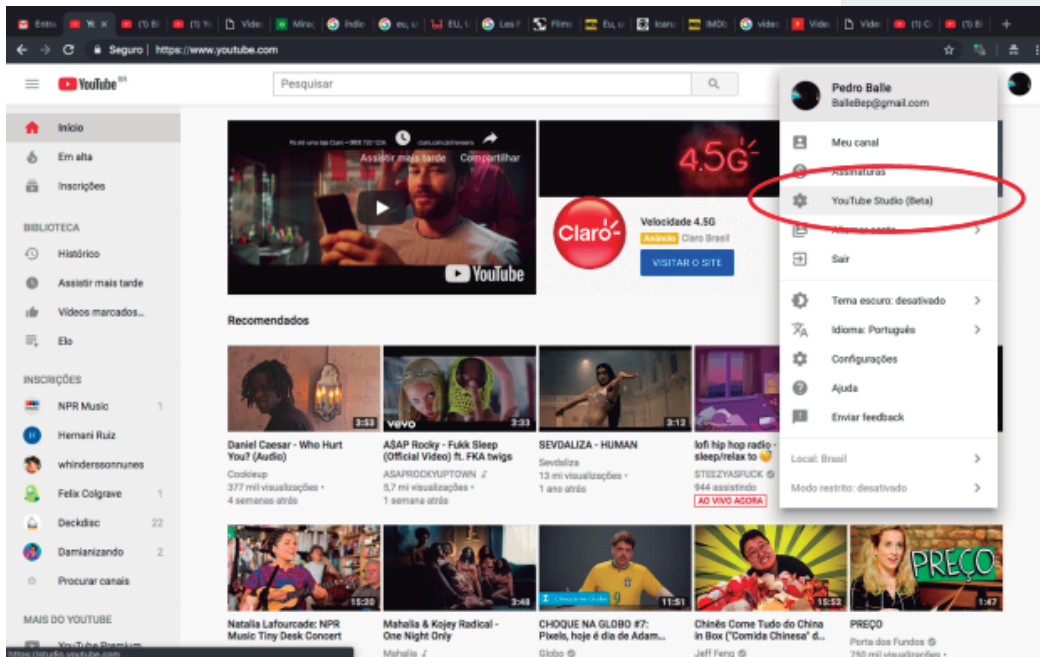 Seguro | https://www.youtube.com
YouTube BR
Pesquisar
Início
Em alta
Inscrições
BIBLIOTECA
Histórico
Assistir mais tarde
Vídeos marcados...
Elo
INSCRIÇÕES
NPR Music 1
Hernani Ruiz
whinderssonnunes
Felix Colgrave 1
Deckdisc 22
Damianizando 2
Procurar canais
MAIS DO YOUTUBE
YouTube Premium
https://studio.youtube.com
Assistir mais tarde
Compartilhar
YouTube
4.5G
Claro
Velocidade 4.5G
Anúncio Claro Brasil
VISITAR O SITE
Recomendados
3:53
vevo
3:33
3:12
Daniel Caesar - Who Hurt
You? (Audio)
Cookieup
377 mil visualizações •
4 semanas atrás
A$AP Rocky - Fukk Sleep
(Official Video) ft. FKA twigs
ASAPROCKYUPTOWN
5,7 mi visualizações •
1 semana atrás
SEVDALIZA - HUMAN
Sevdaliza
13 mi visualizações •
1 ano atrás
lofi hip hop radio -
sleep/relax to
STEEZYASFUCK
944 assistindo
AO VIVO AGORA
15:20
3:48
11:51
15:53
PREÇO
1:47
Natalia Lafourcade: NPR
Music Tiny Desk Concert
Mahalia & Kojey Radical -
One Night Only
Mahalia
CHOQUE NA GLOBO #7:
Pixels, hoje é dia de Adam...
Globo
Chinês Come Tudo do China
in Box ("Comida Chinesa" d...
Jeff Feng
PREÇO
Porta dos Fundos
250 mil visualizações •
Pedro Balle
BalleBep@gmail.com
Meu canal
Assinaturas
YouTube Studio (Beta)
Alternar conta
Sair
Tema escuro: desativado
Idioma: Português
Configurações
Ajuda
Enviar feedback
Local: Brasil
Modo restrito: desativado